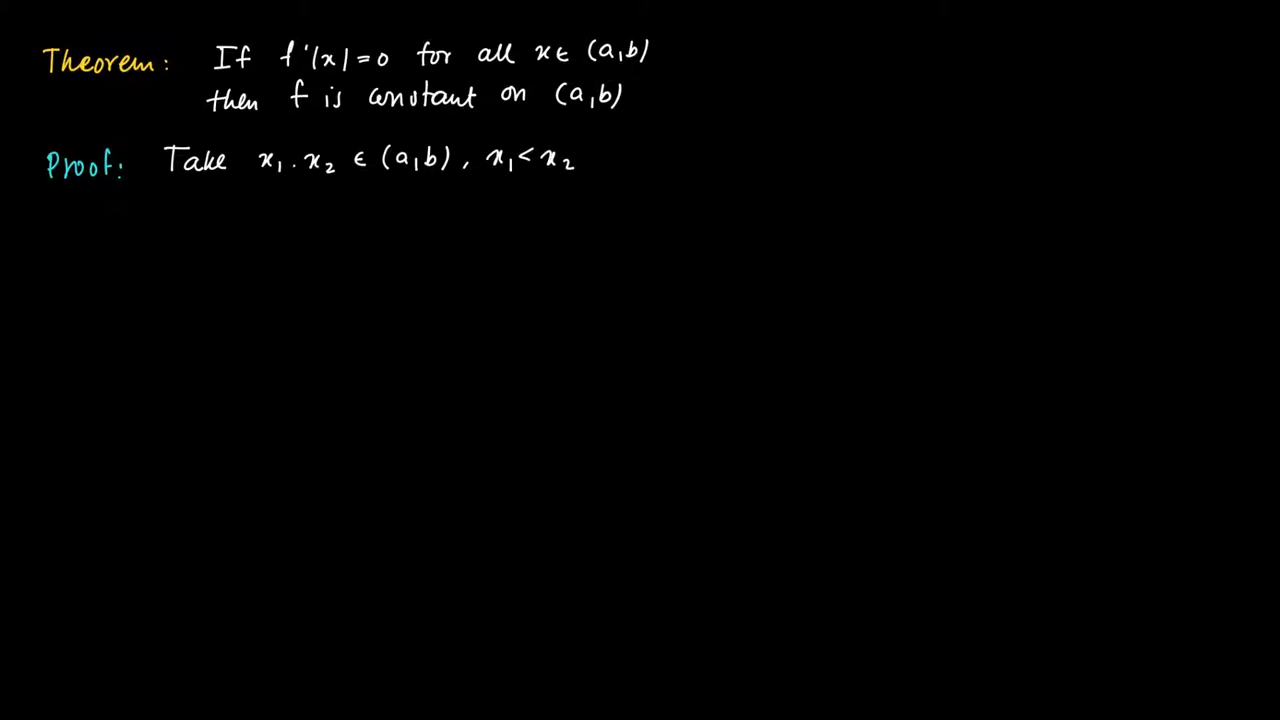 Theorem: If f'(x) = 0 for all x ∈ (a,b)
then f is constant on (a,b)
Proof: Take x₁, x₂ ∈ (a,b), x₁ < x₂